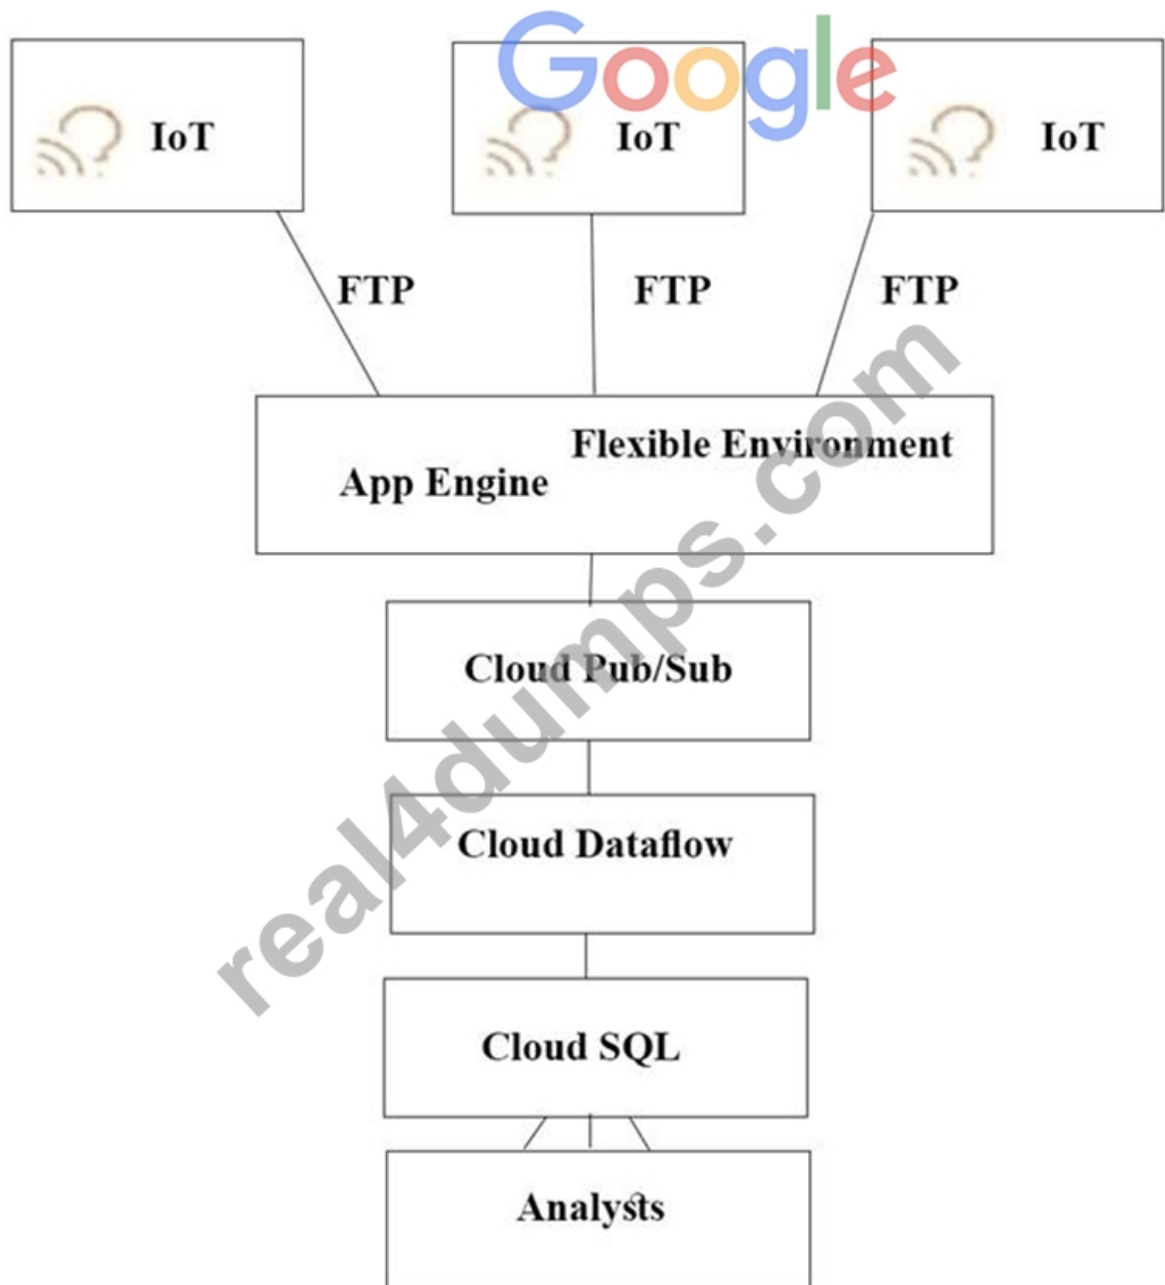 Google
IoT
IoT
IoT
FTP
FTP
FTP
Flexible Environment
App Engine
Cloud Pub/Sub
Cloud Dataflow
Cloud SQL
Analysts
real4dumps.com